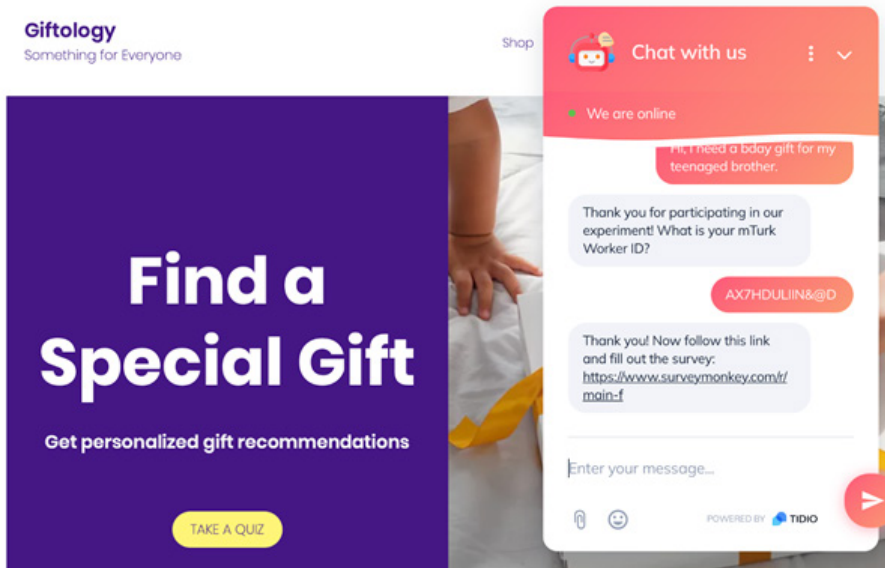 Giftology
Something for Everyone
Shop
Find a
Special Gift
Get personalized gift recommendations
TAKE A QUIZ
Chat with us
We are online
Hi, I need a bday gift for my
teenaged brother.
Thank you for participating in our
experiment! What is your mTurk
Worker ID?
AX7HDULIIN&@D
Thank you! Now follow this link
and fill out the survey:
https://www.surveymonkey.com/r/
main-f
Enter your message...
POWERED BY TIDIO